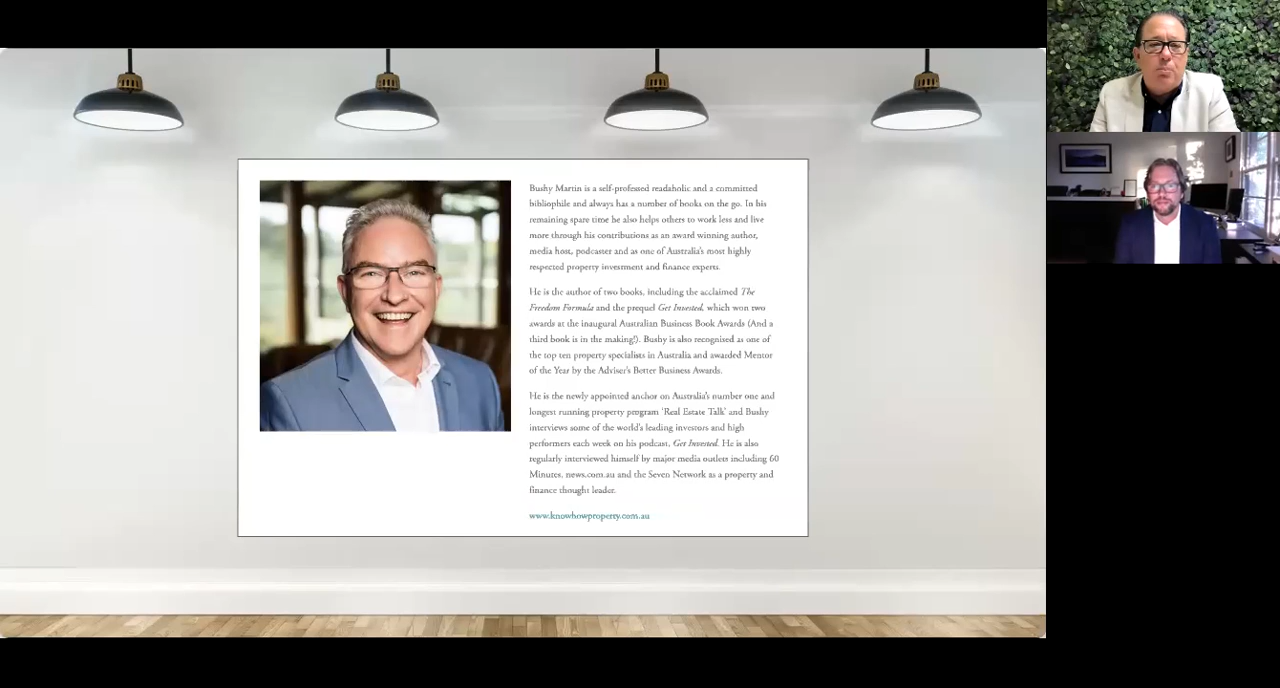 Bushy Martin is a self-professed readaholic and a committed
bibliophile and always has a number of books on the go. In his
remaining spare time he also helps others to work less and live
more through his contributions as an award winning author,
media host, podcaster and as one of Australia's most highly
respected property investment and finance experts.
He is the author of two books, including the acclaimed The
Freedom Formula and the prequel Get Invested, which won two
awards at the inaugural Australian Business Book Awards (And a
third book is in the making!). Bushy is also recognised as one of
the top ten property specialists in Australia and awarded Mentor
of the Year by the Adviser's Better Business Awards.
He is the newly appointed anchor on Australia's number one and
longest running property program 'Real Estate Talk' and Bushy
interviews some of the world's leading investors and high
performers each week on his podcast, Get Invested. He is also
regularly interviewed himself by major media outlets including 60
Minutes, news.com.au and the Seven Network as a property and
finance thought leader.
www.knowhowproperty.com.au